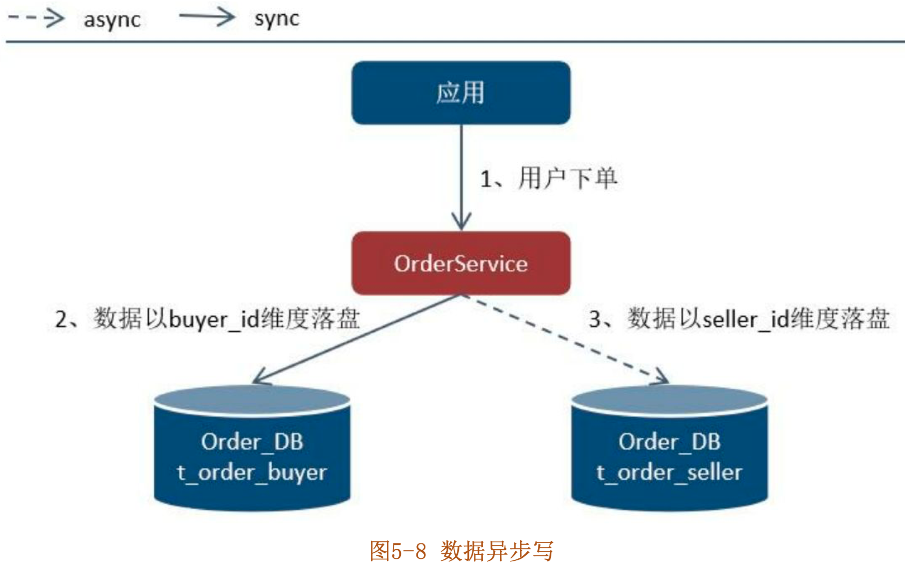 async
sync
应用
1、用户下单
OrderService
2、数据以buyer_id维度落盘
3、数据以seller_id维度落盘
Order_DB
t_order_buyer
Order_DB
t_order_seller
图5-8 数据异步写